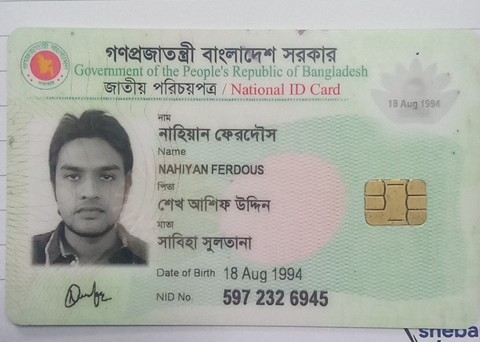 গণপ্রজাতন্ত্রী বাংলাদেশ সরকার
Government of the People's Republic of Bangladesh
জাতীয় পরিচয়পত্র / National ID Card
18 Aug 1994
নাম
নাহিয়ান ফেরদৌস
Name
NAHIYAN FERDOUS
পিতা
শেখ আশিফ উদ্দিন
মাতা
সাবিহা সুলতানা
Date of Birth 18 Aug 1994
NID No. 597 232 6945
sheba